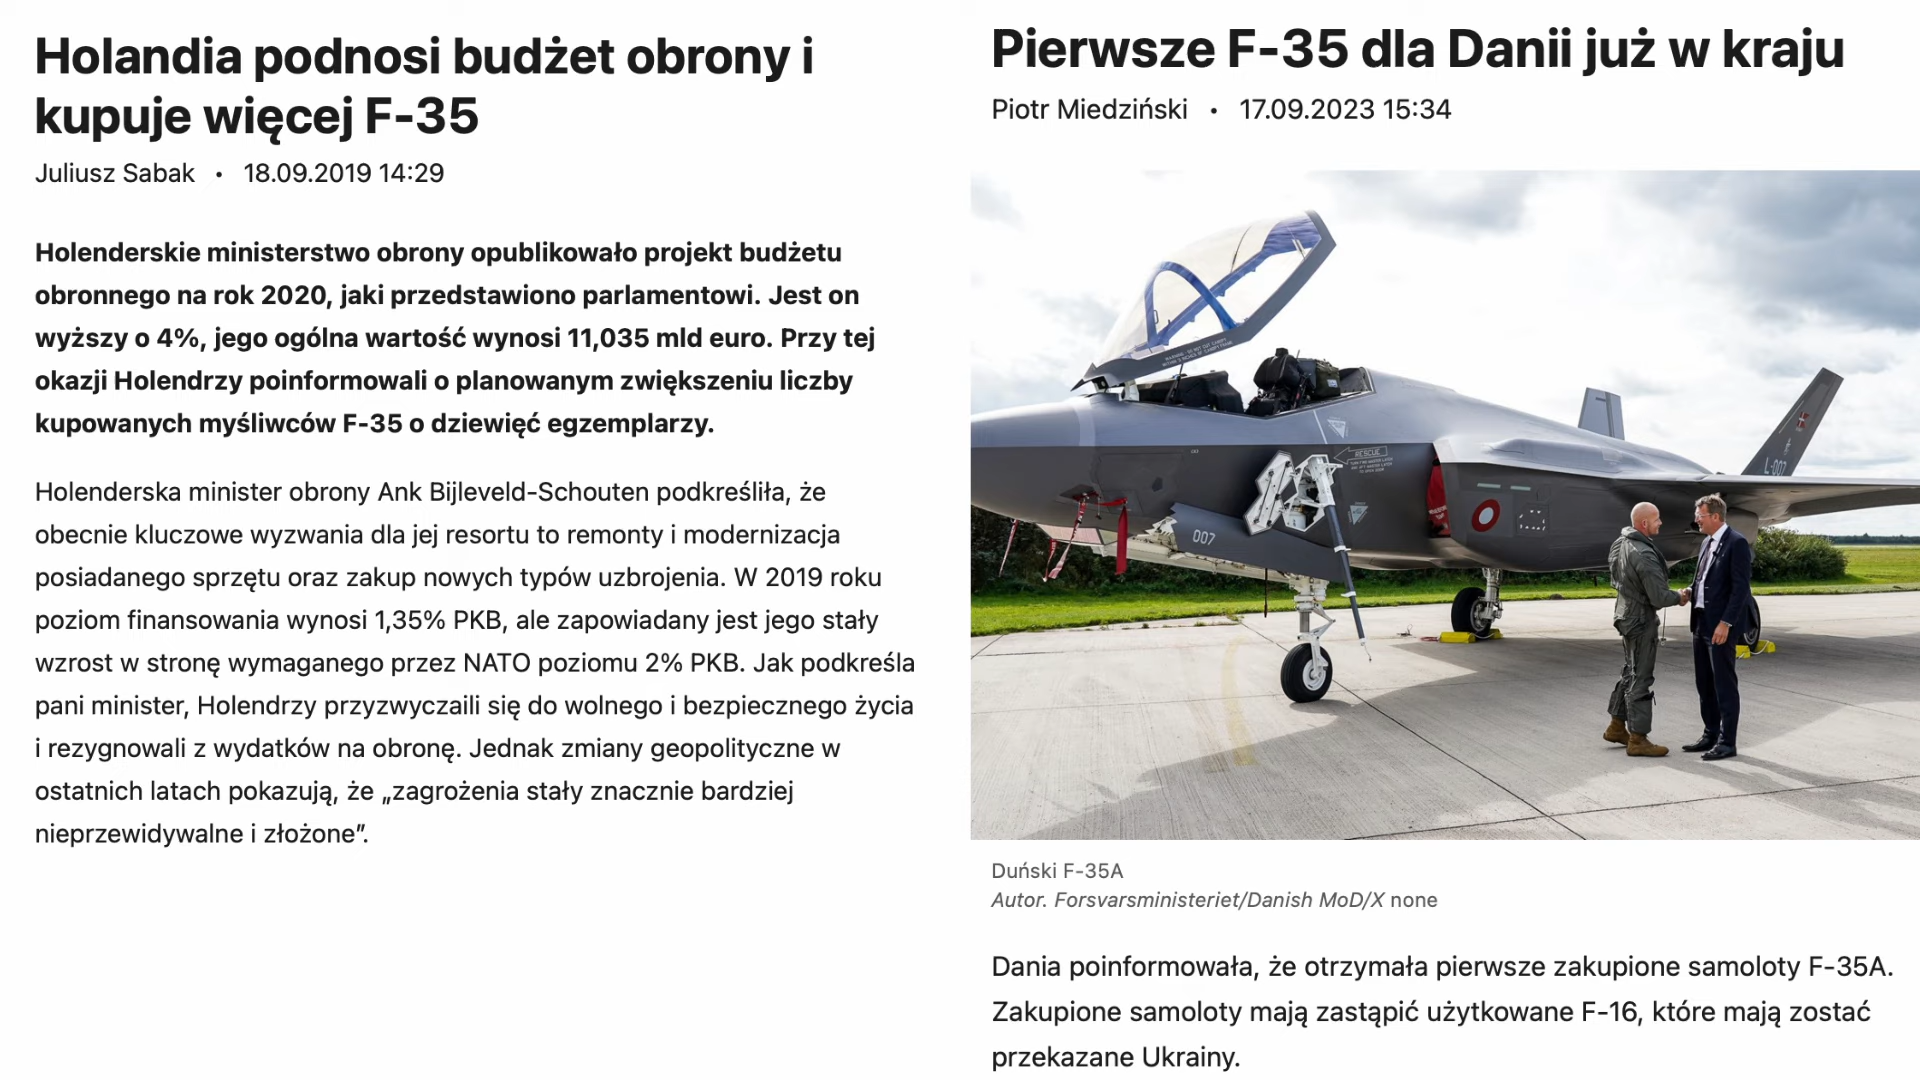 Holandia podnosi budżet obrony i
kupuje więcej F-35
Juliusz Sabak • 18.09.2019 14:29
Holenderskie ministerstwo obrony opublikowało projekt budżetu
obronnego na rok 2020, jaki przedstawiono parlamentowi. Jest on
wyższy o 4%, jego ogólna wartość wynosi 11,035 mld euro. Przy tej
okazji Holendrzy poinformowali o planowanym zwiększeniu liczby
kupowanych myśliwców F-35 o dziewięć egzemplarzy.
Holenderska minister obrony Ank Bijleveld-Schouten podkreśliła, że
obecnie kluczowe wyzwania dla jej resortu to remonty i modernizacja
posiadanego sprzętu oraz zakup nowych typów uzbrojenia. W 2019 roku
poziom finansowania wynosi 1,35% PKB, ale zapowiadany jest jego stały
wzrost w stronę wymaganego przez NATO poziomu 2% PKB. Jak podkreśla
pani minister, Holendrzy przyzwyczaili się do wolnego i bezpiecznego życia
i rezygnowali z wydatków na obronę. Jednak zmiany geopolityczne w
ostatnich latach pokazują, że „zagrożenia stały znacznie bardziej
nieprzewidywalne i złożone”.
Pierwsze F-35 dla Danii już w kraju
Piotr Miedziński • 17.09.2023 15:34
RESCUE
007
L-007
Duński F-35A
Autor. Forsvarsministeriet/Danish MoD/X none
Dania poinformowała, że otrzymała pierwsze zakupione samoloty F-35A.
Zakupione samoloty mają zastąpić użytkowane F-16, które mają zostać
przekazane Ukrainy.